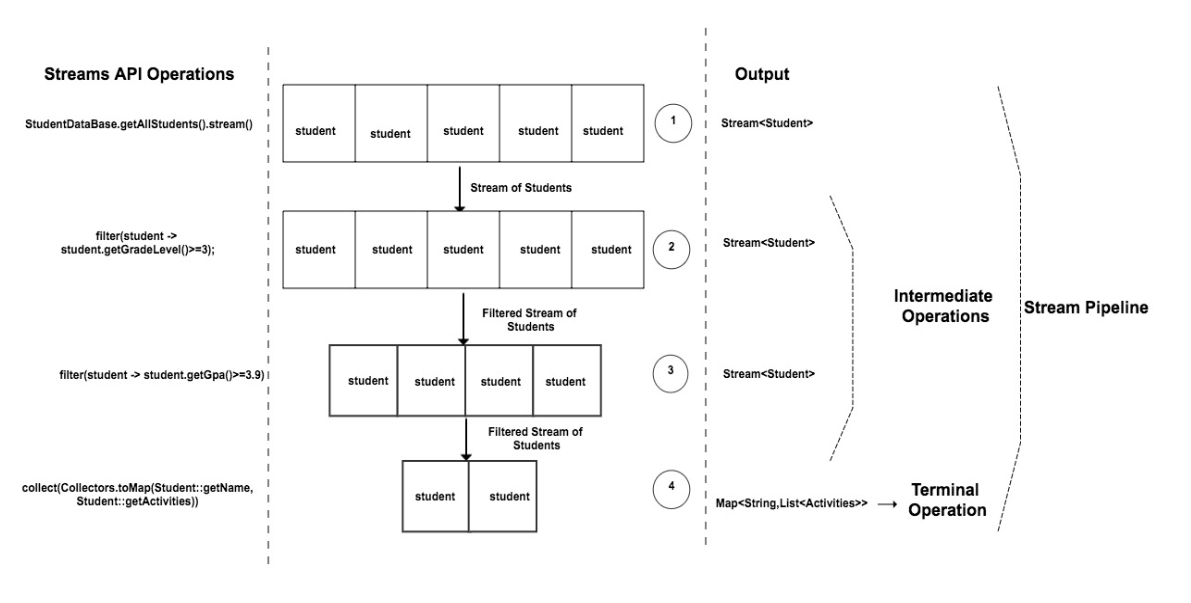 Streams API Operations
Output
StudentDataBase.getAllStudents().stream()
student
student
student
student
student
1
Stream<Student>
Stream of Students
filter(student ->
student.getGradeLevel()>=3);
student
student
student
student
student
2
Stream<Student>
Intermediate
Operations
Stream Pipeline
Filtered Stream of
Students
filter(student -> student.getGpa()>=3.9)
student
student
student
student
3
Stream<Student>
Filtered Stream of
Students
collect(Collectors.toMap(Student::getName,
Student::getActivities))
student
student
4
Map<String,List<Activities>>
Terminal
Operation